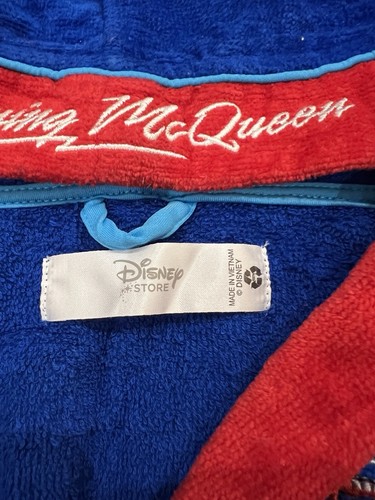 McQueen
Disney
STORE
MADE IN VIETNAM
© DISNEY